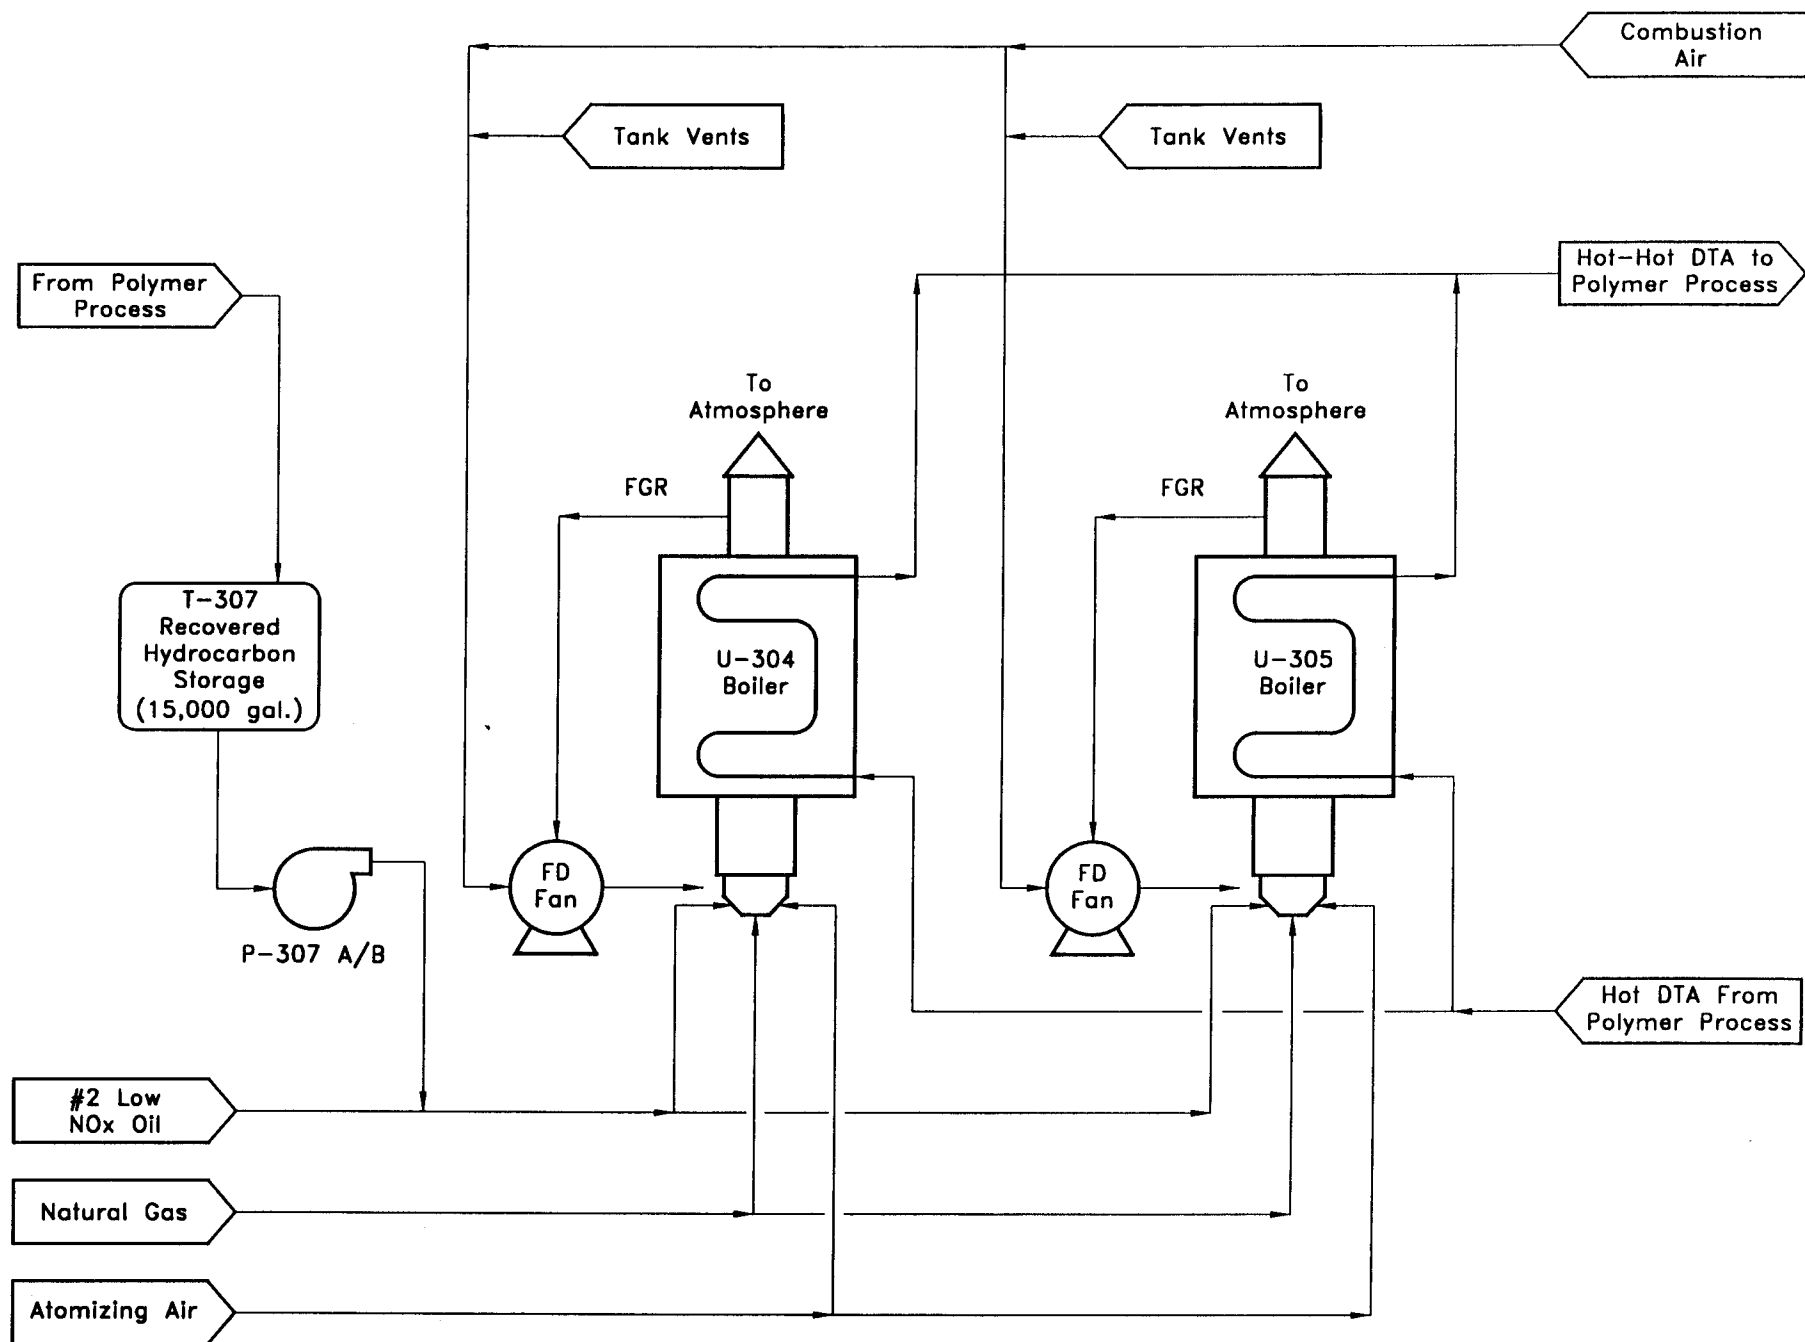 Combustion
Air
Tank Vents
Tank Vents
From Polymer
Process
Hot-Hot DTA to
Polymer Process
To
Atmosphere
To
Atmosphere
FGR
FGR
T-307
Recovered
Hydrocarbon
Storage
(15,000 gal.)
U-304
Boiler
U-305
Boiler
FD
Fan
FD
Fan
P-307 A/B
Hot DTA From
Polymer Process
#2 Low
NOx Oil
Natural Gas
Atomizing Air